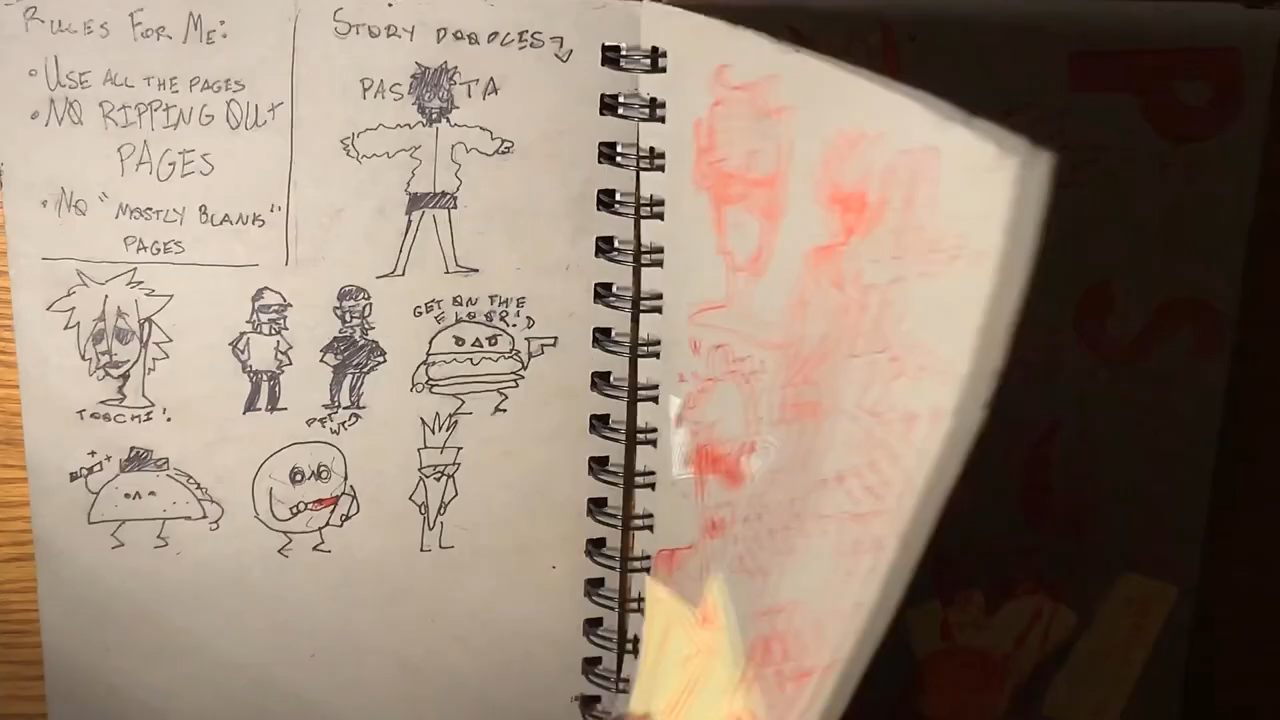 RULES FOR ME:
• USE ALL THE PAGES
• NO RIPPING OUT
PAGES
• NO "MOSTLY BLANK"
PAGES
STORY DOODLES
PAS TA
GET ON THE
FLOOR!
TOSCHI!